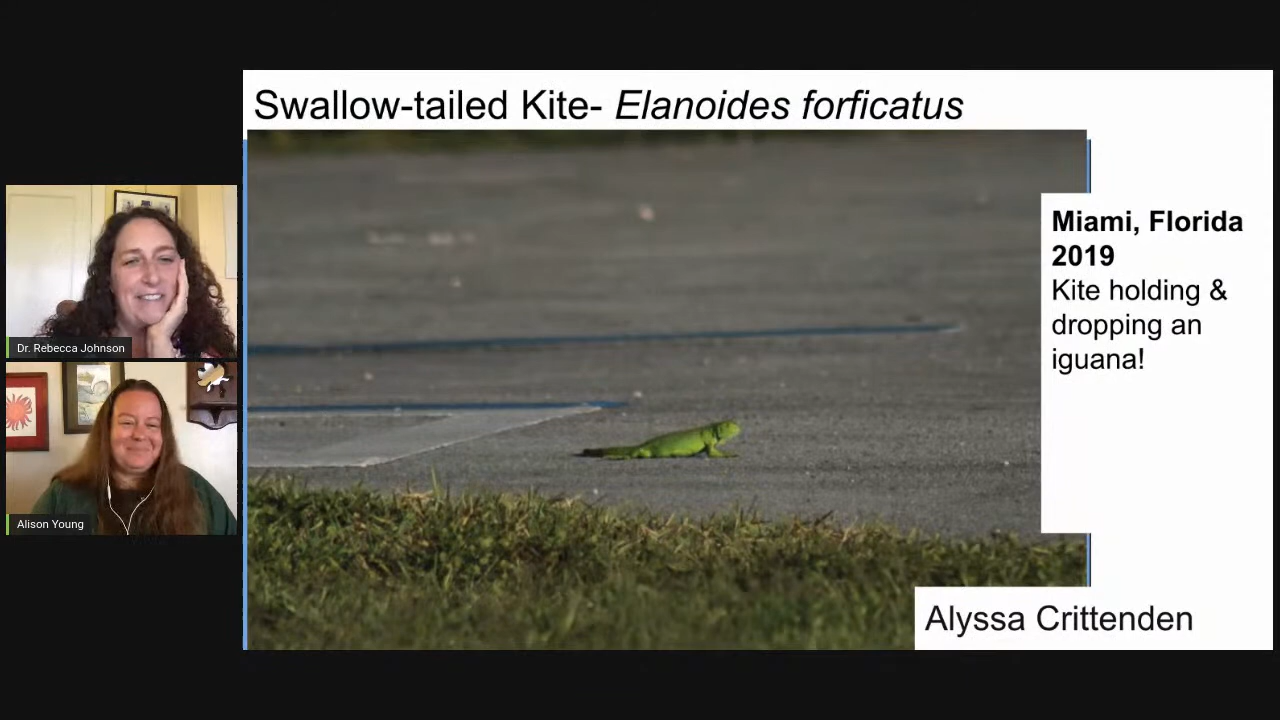 Swallow-tailed Kite- Elanoides forficatus
Miami, Florida
2019
Kite holding &
dropping an
iguana!
Alyssa Crittenden
Dr. Rebecca Johnson
Alison Young